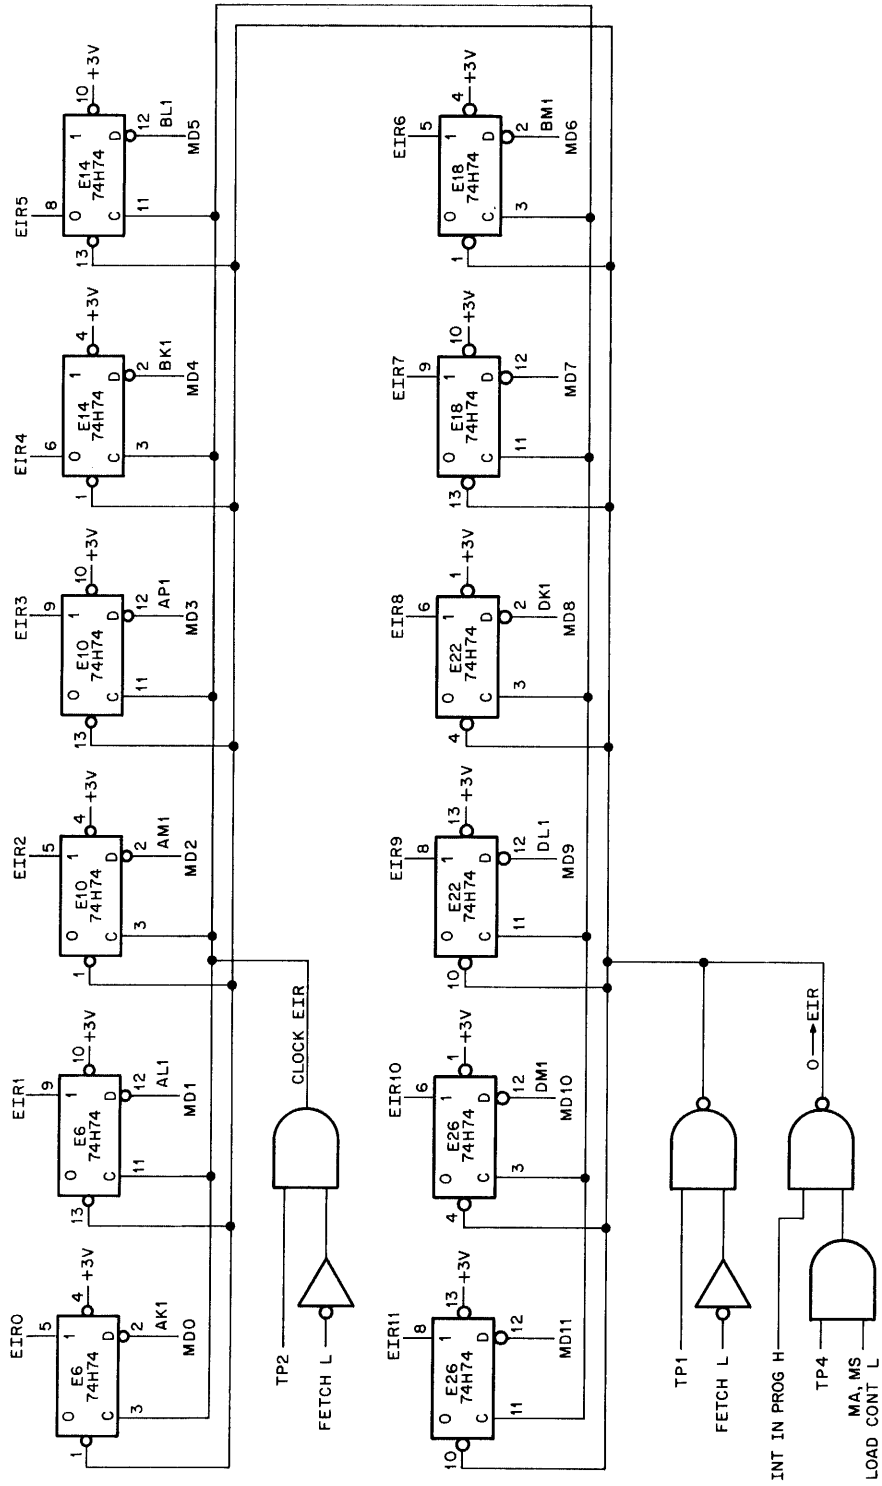 EIR0
5
0 1
1 E6 4 +3V
74H74
C D
3 2 AK1
MD0
EIR1
9
0 1
13 E6 10 +3V
74H74
C D
11 12 AL1
MD1
EIR2
5
0 1
1 E10 4 +3V
74H74
C D
3 2 AM1
MD2
EIR3
9
0 1
13 E10 10 +3V
74H74
C D
11 12 AP1
MD3
EIR4
6
0 1
1 E14 4 +3V
74H74
C D
3 2 BK1
MD4
EIR5
8
0 1
13 E14 10 +3V
74H74
C D
11 12 BL1
MD5
TP2
FETCH L
CLOCK EIR
EIR11
8
0 1
10 E26 13 +3V
74H74
C D
11 12
MD11
EIR10
6
0 1
4 E26 1 +3V
74H74
C D
3 12 DM1
MD10
EIR9
8
0 1
10 E22 13 +3V
74H74
C D
11 12 DL1
MD9
EIR8
6
0 1
4 E22 1 +3V
74H74
C D
3 2 DK1
MD8
EIR7
9
0 1
13 E18 10 +3V
74H74
C D
11 12
MD7
EIR6
5
0 1
1 E18 4 +3V
74H74
C D
3 2 BM1
MD6
TP1
FETCH L
INT IN PROG H
0 → EIR
TP4
MA, MS
LOAD CONT L